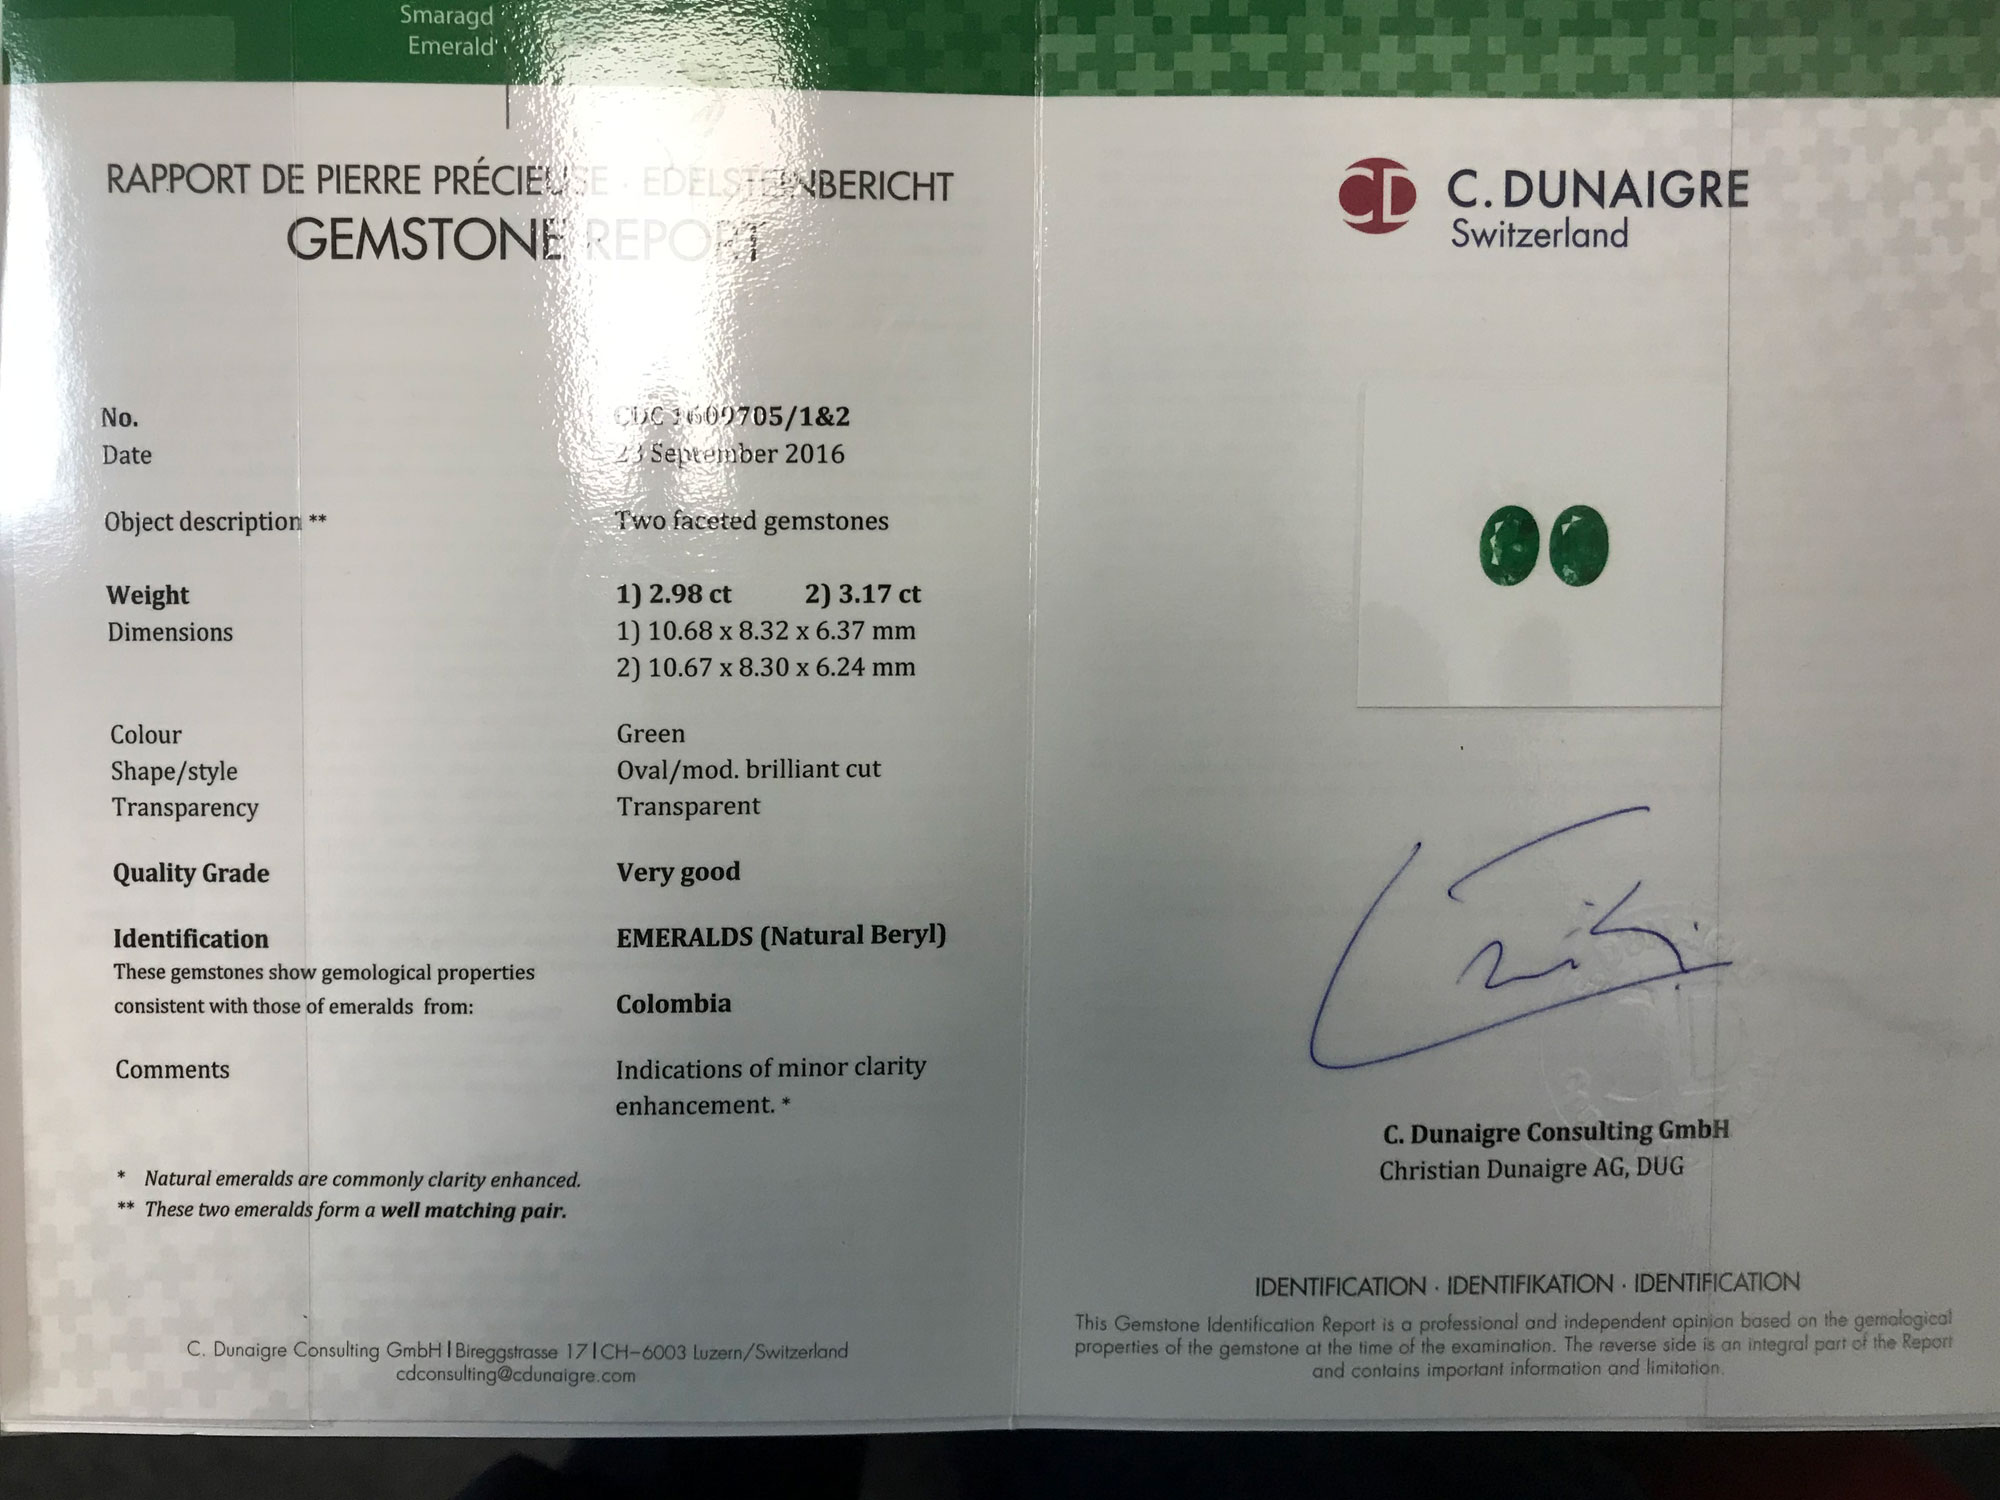 Smaragd
Emerald
RAPPORT DE PIERRE PRÉCIEUSE · EDELSTEINBERICHT
GEMSTONE REPORT
No. CDC 1609705/1&2
Date 23 September 2016
Object description ** Two faceted gemstones
Weight 1) 2.98 ct 2) 3.17 ct
Dimensions 1) 10.68 x 8.32 x 6.37 mm
2) 10.67 x 8.30 x 6.24 mm
Colour Green
Shape/style Oval/mod. brilliant cut
Transparency Transparent
Quality Grade Very good
Identification EMERALDS (Natural Beryl)
These gemstones show gemological properties
consistent with those of emeralds from: Colombia
Comments Indications of minor clarity
enhancement. *
* Natural emeralds are commonly clarity enhanced.
** These two emeralds form a well matching pair.
C. Dunaigre Consulting GmbH | Bireggstrasse 17 | CH–6003 Luzern/Switzerland
cdconsulting@cdunaigre.com
CD C. DUNAIGRE
Switzerland
C. Dunaigre Consulting GmbH
Christian Dunaigre AG, DUG
IDENTIFICATION · IDENTIFIKATION · IDENTIFICATION
This Gemstone Identification Report is a professional and independent opinion based on the gemological
properties of the gemstone at the time of the examination. The reverse side is an integral part of the Report
and contains important information and limitation.